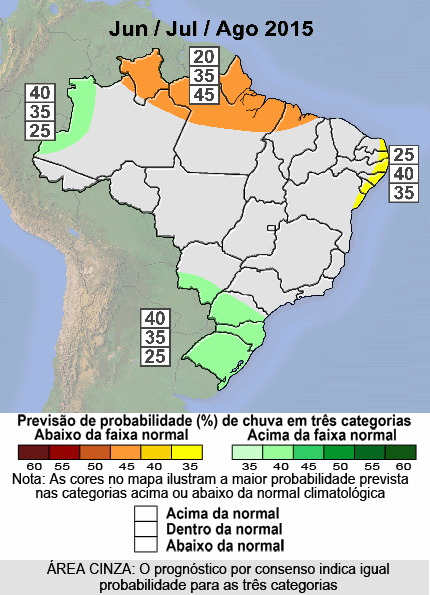 Jun / Jul / Ago 2015
20
35
45
40
35
25
25
40
35
40
35
25
Previsão de probabilidade (%) de chuva em três categorias
Abaixo da faixa normal
Acima da faixa normal
60 55 50 45 40 35
35 40 45 50 55 60
Nota: As cores no mapa ilustram a maior probabilidade prevista
nas categorias acima ou abaixo da normal climatológica
Acima da normal
Dentro da normal
Abaixo da normal
ÁREA CINZA: O prognóstico por consenso indica igual
probabilidade para as três categorias